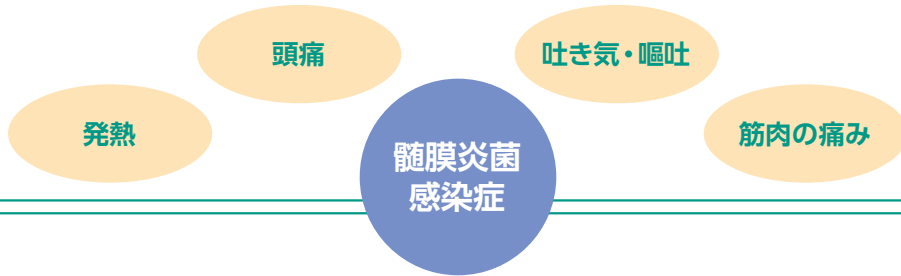 頭痛
吐き気・嘔吐
発熱
筋肉の痛み
髄膜炎菌
感染症